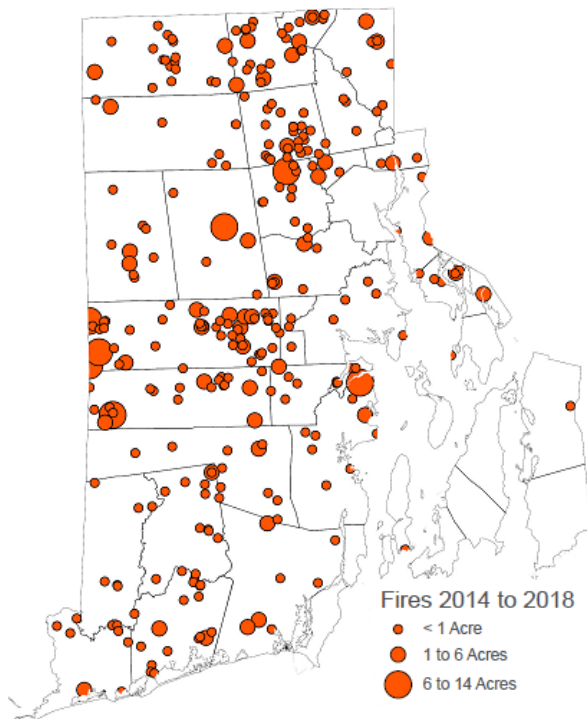 Fires 2014 to 2018
< 1 Acre
1 to 6 Acres
6 to 14 Acres